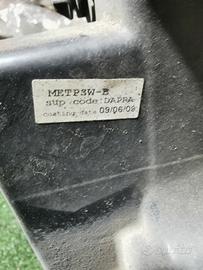 METP3W-B
sup code: DAPRA
coating date 09/06/09